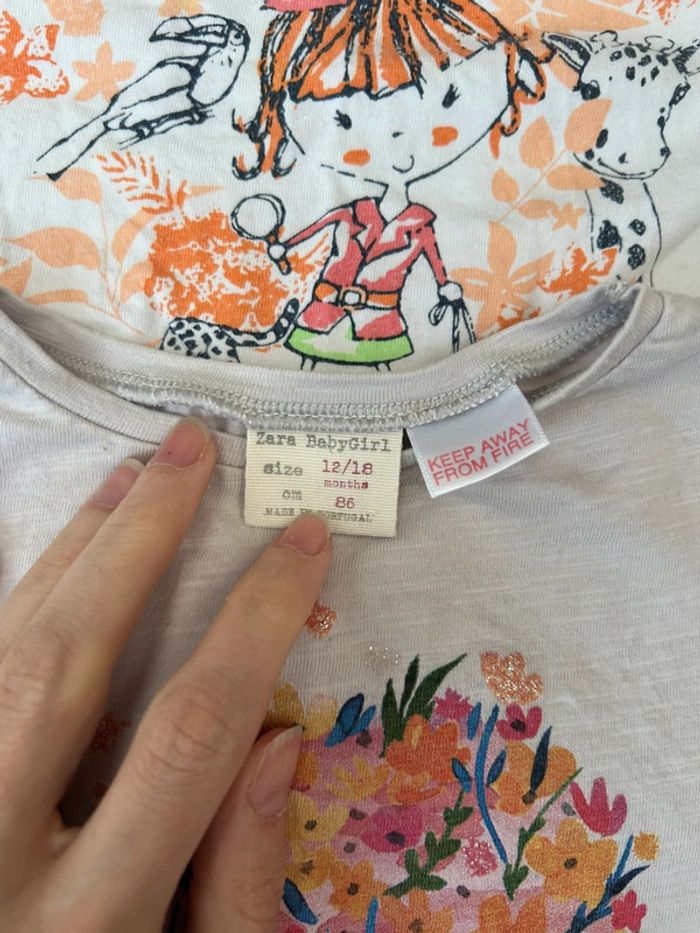 Zara BabyGirl
size 12/18
months
cm 86
MADE IN PORTUGAL
KEEP AWAY
FROM FIRE